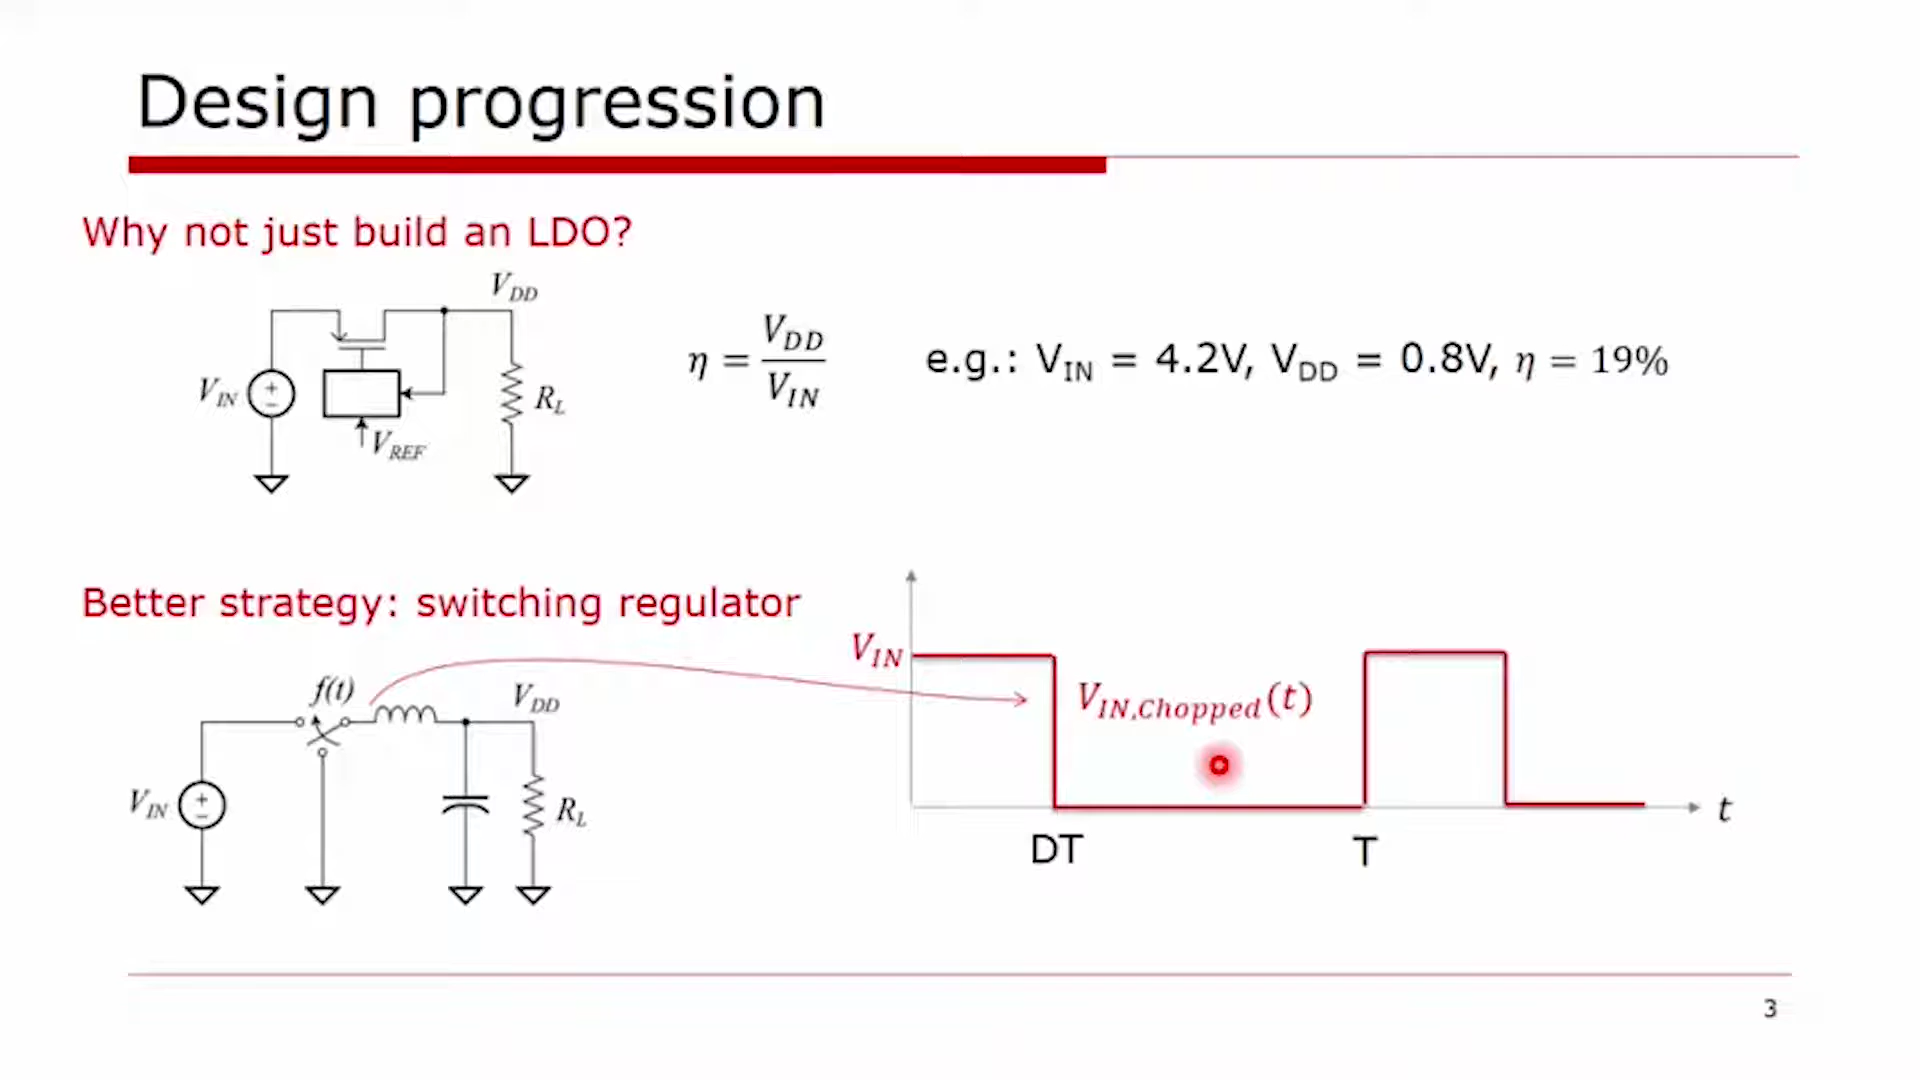 Design progression
Why not just build an LDO?
V_DD
V_IN
+
−
R_L
V_REF
η = V_DD / V_IN
e.g.: V_IN = 4.2V, V_DD = 0.8V, η = 19%
Better strategy: switching regulator
f(t)
V_DD
V_IN
+
−
R_L
V_IN
V_IN,Chopped(t)
t
DT
T
3